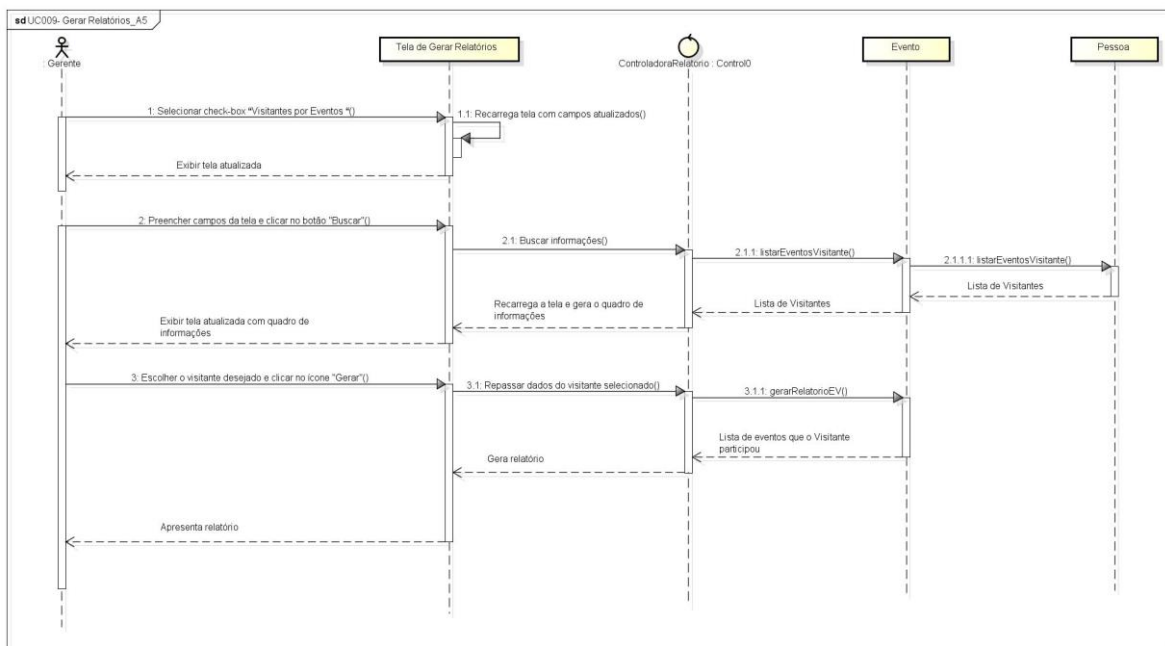 sd UC009- Gerar Relatórios_A5
: Gerente
Tela de Gerar Relatórios
ControladoraRelatório : Control0
Evento
Pessoa
1: Selecionar check-box "Visitantes por Eventos "()
1.1: Recarrega tela com campos atualizados()
Exibir tela atualizada
2: Preencher campos da tela e clicar no botão "Buscar"()
2.1: Buscar informações()
2.1.1: listarEventosVisitante()
2.1.1.1: listarEventosVisitante()
Lista de Visitantes
Lista de Visitantes
Recarrega a tela e gera o quadro de
informações
Exibir tela atualizada com quadro de
informações
3: Escolher o visitante desejado e clicar no ícone "Gerar"()
3.1: Repassar dados do visitante selecionado()
3.1.1: gerarRelatorioEV()
Lista de eventos que o Visitante
participou
Gera relatório
Apresenta relatório